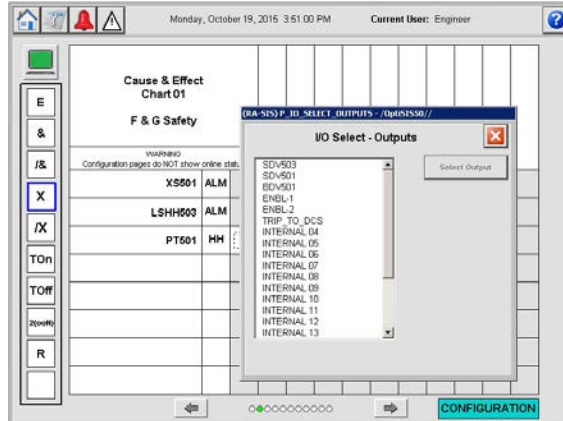 Monday, October 19, 2015 3:51:00 PM
Current User: Engineer
?
Cause & Effect
Chart 01
F & G Safety
WARNING
Configuration pages do NOT show online
XS501 ALM
LSHH503 ALM
PT501 HH
E
&
/&
X
/X
TOn
TOff
2(ooN)
R
(RA-SIS) P_IO_SELECT_OUTPUTS - /OptiSIS50//
I/O Select - Outputs
Select Output
SDV503
SDV501
BDV501
ENBL-1
ENBL-2
TRIP_TO_DCS
INTERNAL 04
INTERNAL 05
INTERNAL 06
INTERNAL 07
INTERNAL 08
INTERNAL 09
INTERNAL 10
INTERNAL 11
INTERNAL 12
INTERNAL 13
CONFIGURATION